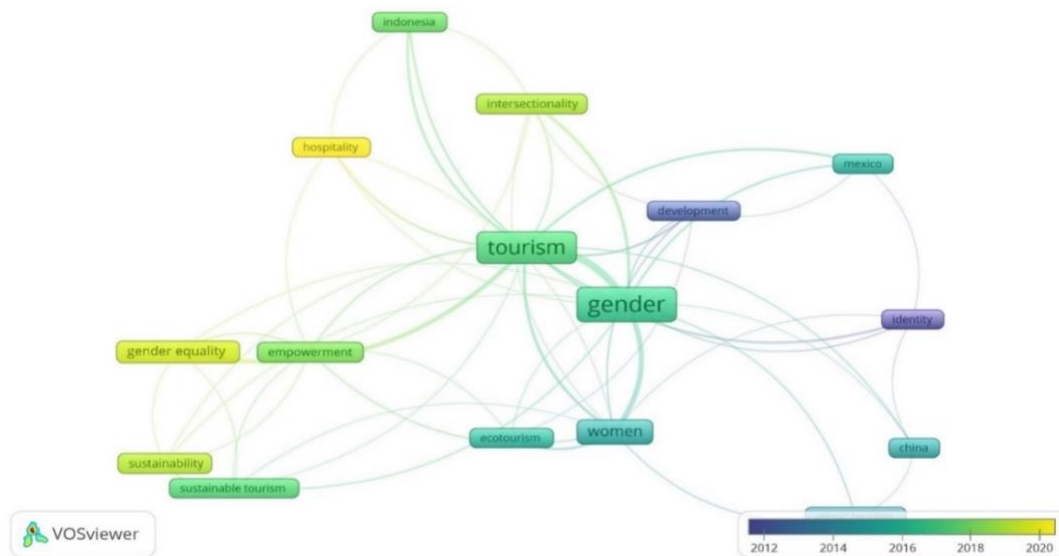 indonesia
intersectionality
hospitality
mexico
development
tourism
gender
identity
gender equality
empowerment
women
ecotourism
china
sustainability
sustainable tourism
VOSviewer
2012 2014 2016 2018 2020